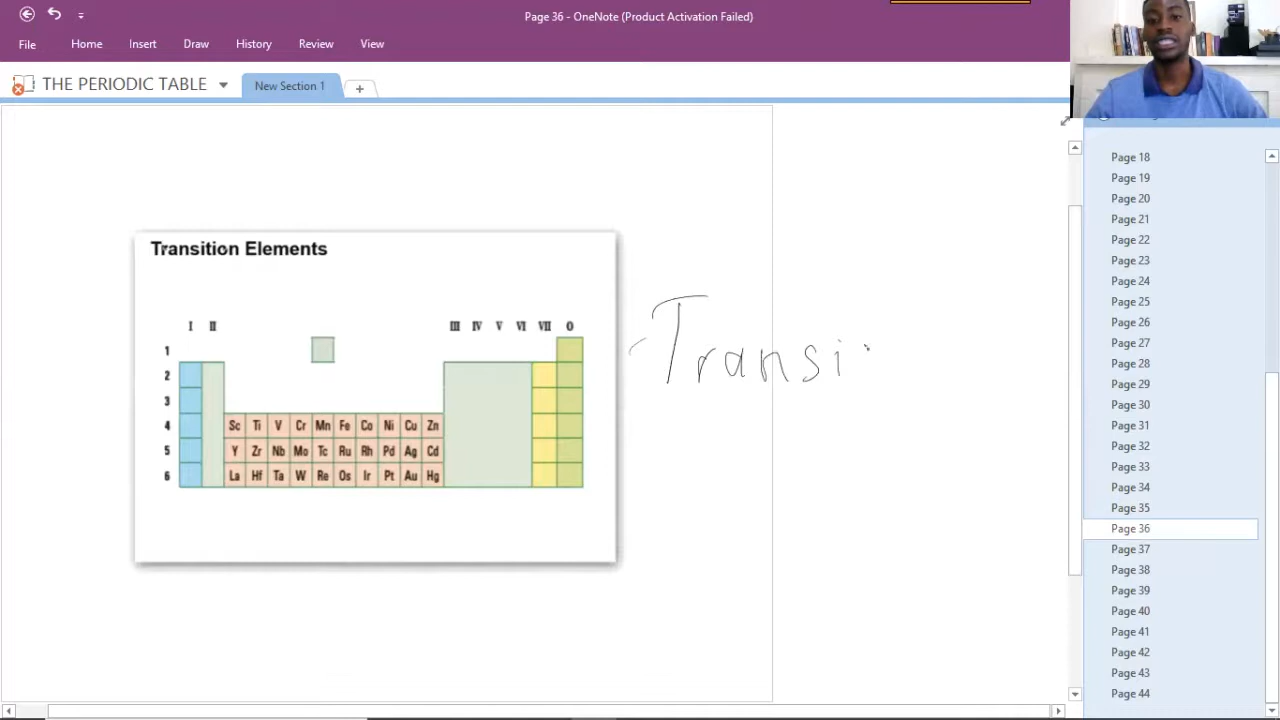 Page 36 - OneNote (Product Activation Failed)
File Home Insert Draw History Review View
THE PERIODIC TABLE
New Section 1
Transition Elements
I II III IV V VI VII O
1
2
3
4 Sc Ti V Cr Mn Fe Co Ni Cu Zn
5 Y Zr Nb Mo Tc Ru Rh Pd Ag Cd
6 La Hf Ta W Re Os Ir Pt Au Hg
Transi
Page 18
Page 19
Page 20
Page 21
Page 22
Page 23
Page 24
Page 25
Page 26
Page 27
Page 28
Page 29
Page 30
Page 31
Page 32
Page 33
Page 34
Page 35
Page 36
Page 37
Page 38
Page 39
Page 40
Page 41
Page 42
Page 43
Page 44